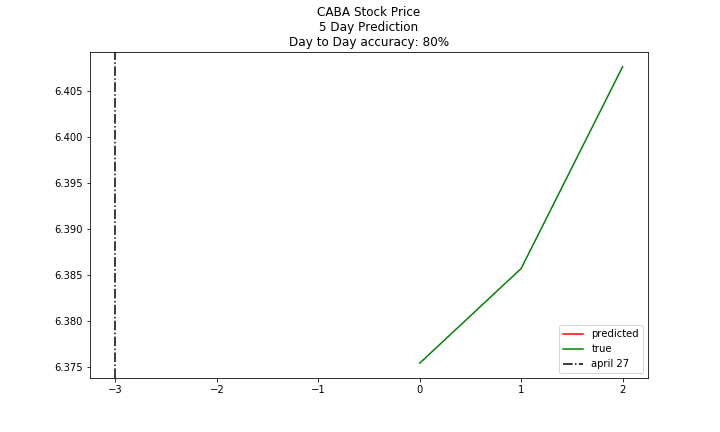 CABA Stock Price
5 Day Prediction
Day to Day accuracy: 80%
6.405
6.400
6.395
6.390
6.385
6.380
6.375
−3
−2
−1
0
1
2
predicted
true
april 27